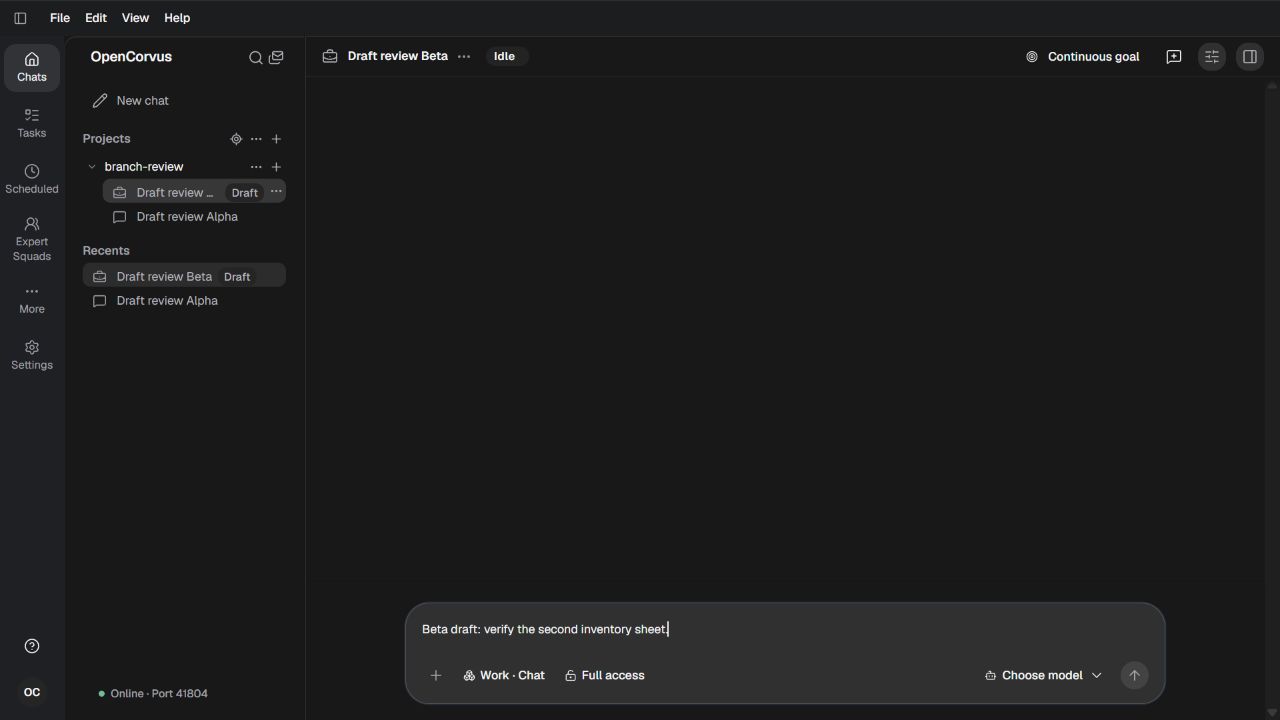 File Edit View Help
Chats
Tasks
Scheduled
Expert
Squads
More
Settings
OC
OpenCorvus
New chat
Projects
branch-review
Draft review ... Draft
Draft review Alpha
Recents
Draft review Beta Draft
Draft review Alpha
Online · Port 41804
Draft review Beta Idle
Continuous goal
Beta draft: verify the second inventory sheet.
Work · Chat Full access Choose model